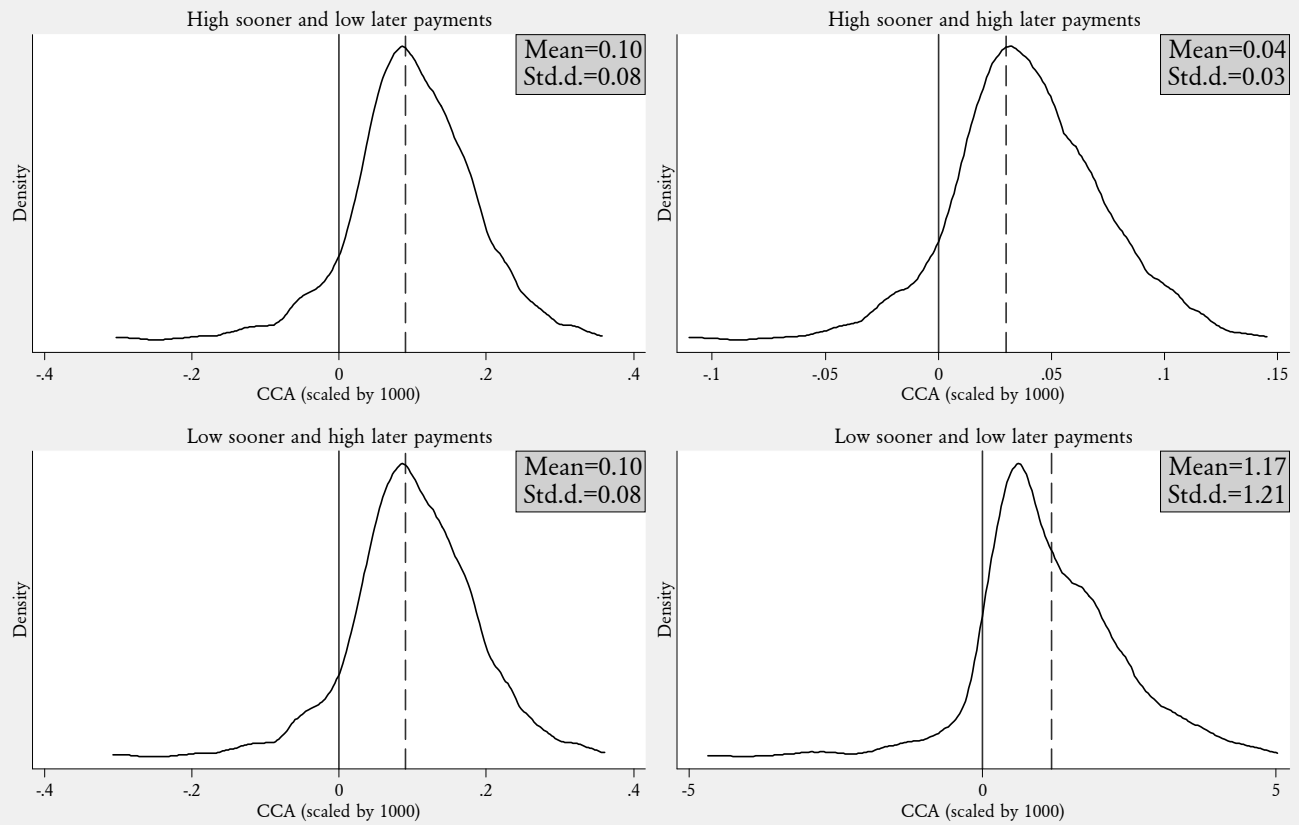 High sooner and low later payments
Mean=0.10
Std.d.=0.08
Density
-.4 -.2 0 .2 .4
CCA (scaled by 1000)
High sooner and high later payments
Mean=0.04
Std.d.=0.03
Density
-.1 -.05 0 .05 .1 .15
CCA (scaled by 1000)
Low sooner and high later payments
Mean=0.10
Std.d.=0.08
Density
-.4 -.2 0 .2 .4
CCA (scaled by 1000)
Low sooner and low later payments
Mean=1.17
Std.d.=1.21
Density
-5 0 5
CCA (scaled by 1000)